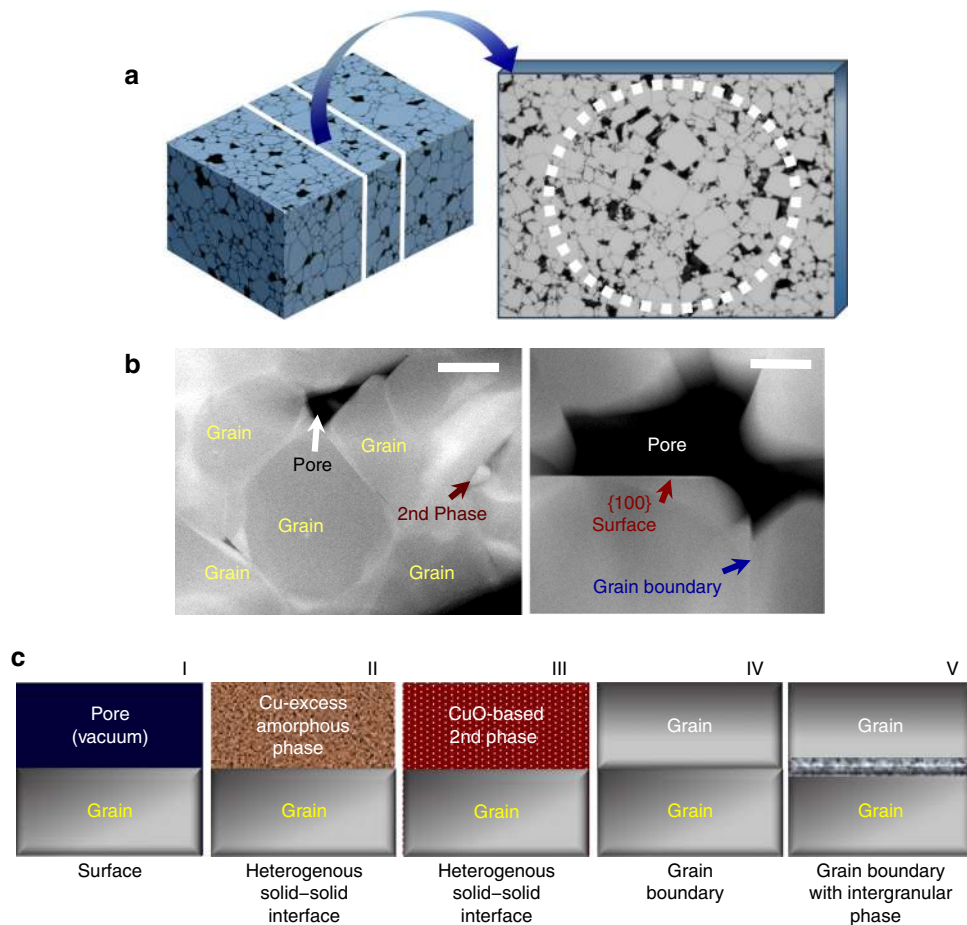 a
b
Grain
Grain
Pore
2nd Phase
Grain
Grain
Grain
Pore
{100}
Surface
Grain boundary
c
I
II
III
IV
V
Pore
(vacuum)
Cu-excess
amorphous
phase
CuO-based
2nd phase
Grain
Grain
Grain
Grain
Grain
Grain
Grain
Surface
Heterogenous
solid–solid
interface
Heterogenous
solid–solid
interface
Grain
boundary
Grain boundary
with intergranular
phase